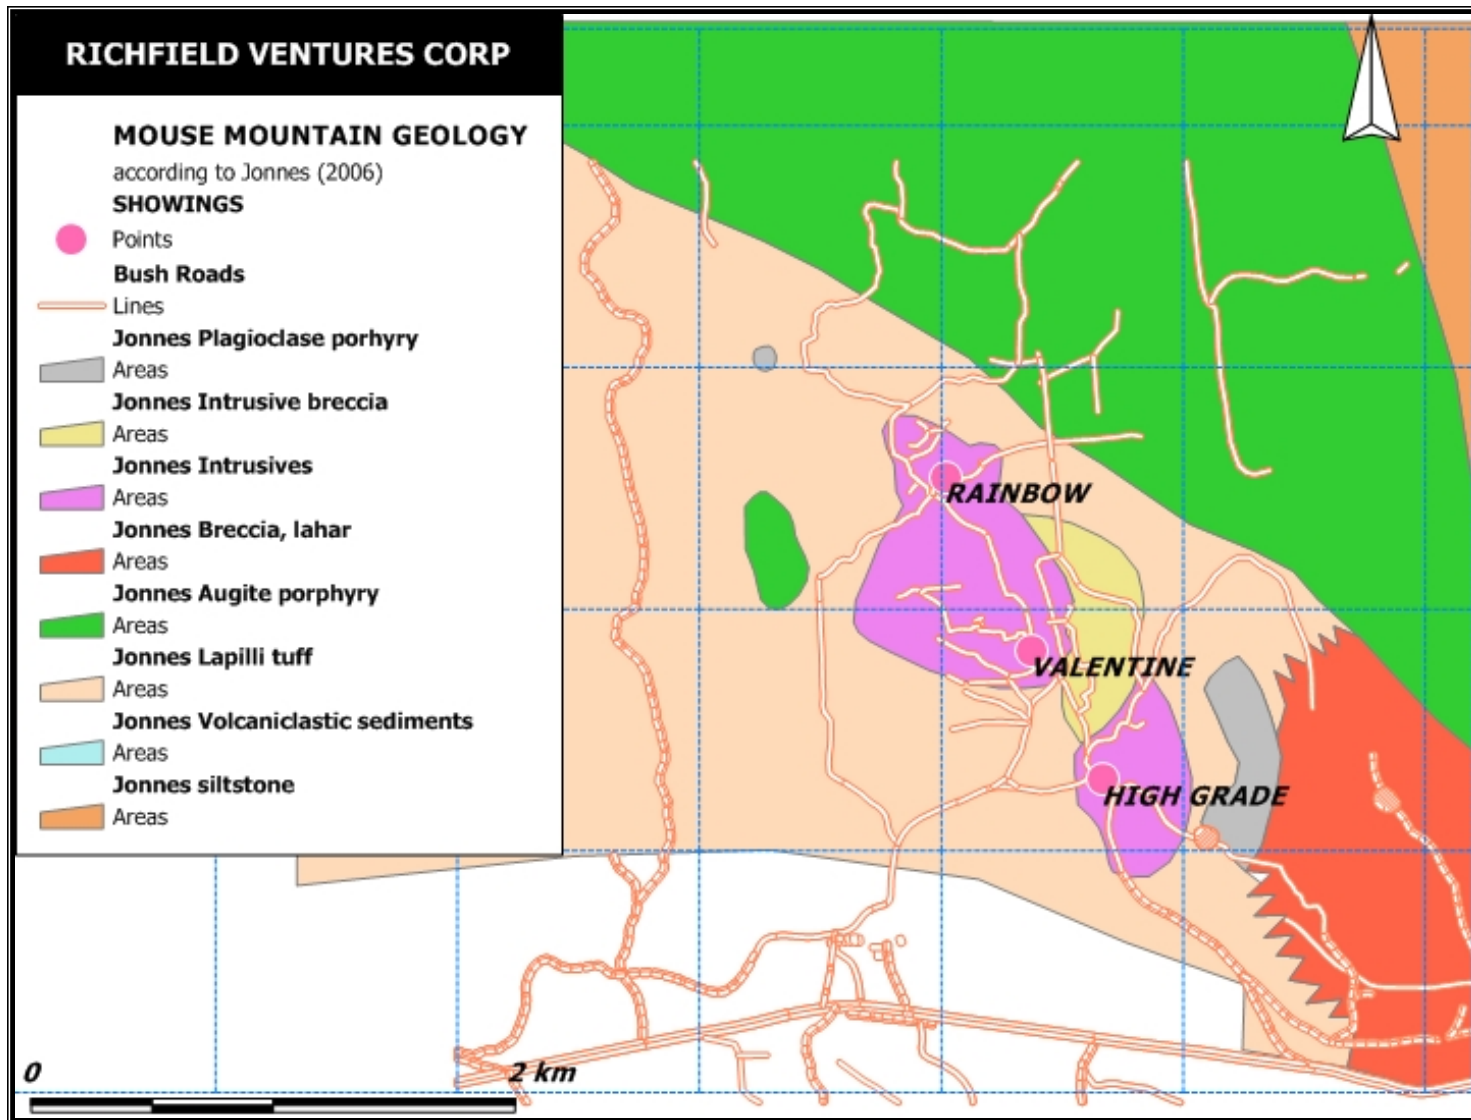 RICHFIELD VENTURES CORP
MOUSE MOUNTAIN GEOLOGY
according to Jonnes (2006)
SHOWINGS
Points
Bush Roads
Lines
Jonnes Plagioclase porhyry
Areas
Jonnes Intrusive breccia
Areas
Jonnes Intrusives
Areas
Jonnes Breccia, lahar
Areas
Jonnes Augite porphyry
Areas
Jonnes Lapilli tuff
Areas
Jonnes Volcaniclastic sediments
Areas
Jonnes siltstone
Areas
RAINBOW
VALENTINE
HIGH GRADE
0 2 km